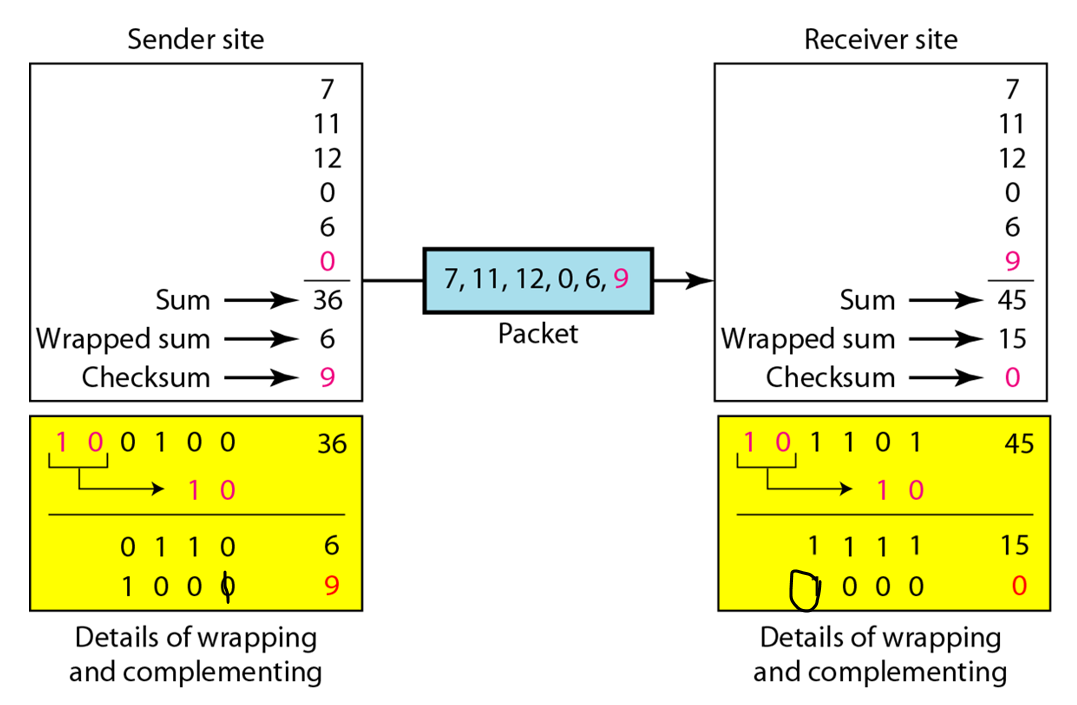 Sender site
7
11
12
0
6
0
Sum 36
Wrapped sum 6
Checksum 9
1 0 0 1 0 0 36
1 0
0 1 1 0 6
1 0 0 1 9
Details of wrapping
and complementing
7, 11, 12, 0, 6, 9
Packet
Receiver site
7
11
12
0
6
9
Sum 45
Wrapped sum 15
Checksum 0
1 0 1 1 0 1 45
1 0
1 1 1 1 15
0 0 0 0 0
Details of wrapping
and complementing